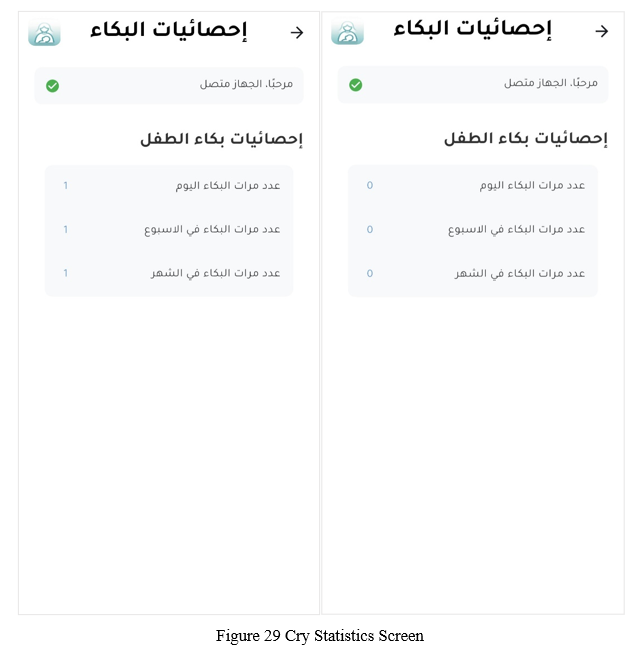 إحصائيات البكاء
مرحبًا، الجهاز متصل
إحصائيات بكاء الطفل
عدد مرات البكاء اليوم 0
عدد مرات البكاء في الاسبوع 0
عدد مرات البكاء في الشهر 0
إحصائيات البكاء
مرحبًا، الجهاز متصل
إحصائيات بكاء الطفل
عدد مرات البكاء اليوم 1
عدد مرات البكاء في الاسبوع 1
عدد مرات البكاء في الشهر 1
Figure 29 Cry Statistics Screen